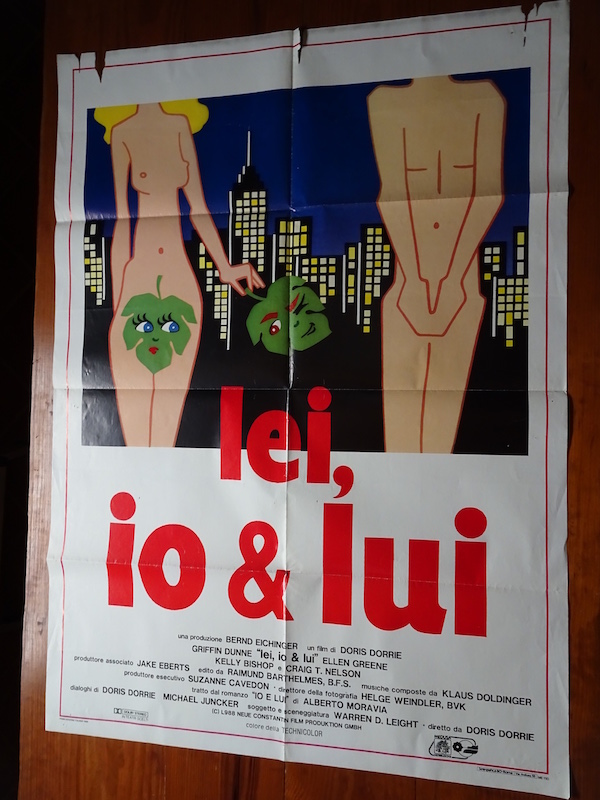 lei,
io & lui
una produzione BERND EICHINGER un film di DORIS DORRIE
GRIFFIN DUNNE "lei, io & lui" ELLEN GREENE
KELLY BISHOP e CRAIG T. NELSON
produttore associato JAKE EBERTS edito da RAIMUND BARTHELMES, B.F.S. musiche composte da KLAUS DOLDINGER
produttore esecutivo SUZANNE CAVEDON - direttore della fotografia HELGE WEINDLER, BVK
tratto dal romanzo "IO E LUI" di ALBERTO MORAVIA
dialoghi di DORIS DORRIE MICHAEL JUNCKER soggetto e sceneggiatura WARREN D. LEIGHT - diretto da DORIS DORRIE
(C) L988 NEUE CONSTANTIN FILM PRODUKTION GMBH
colore della TECHNICOLOR
DOLBY STEREO
MEDUSA